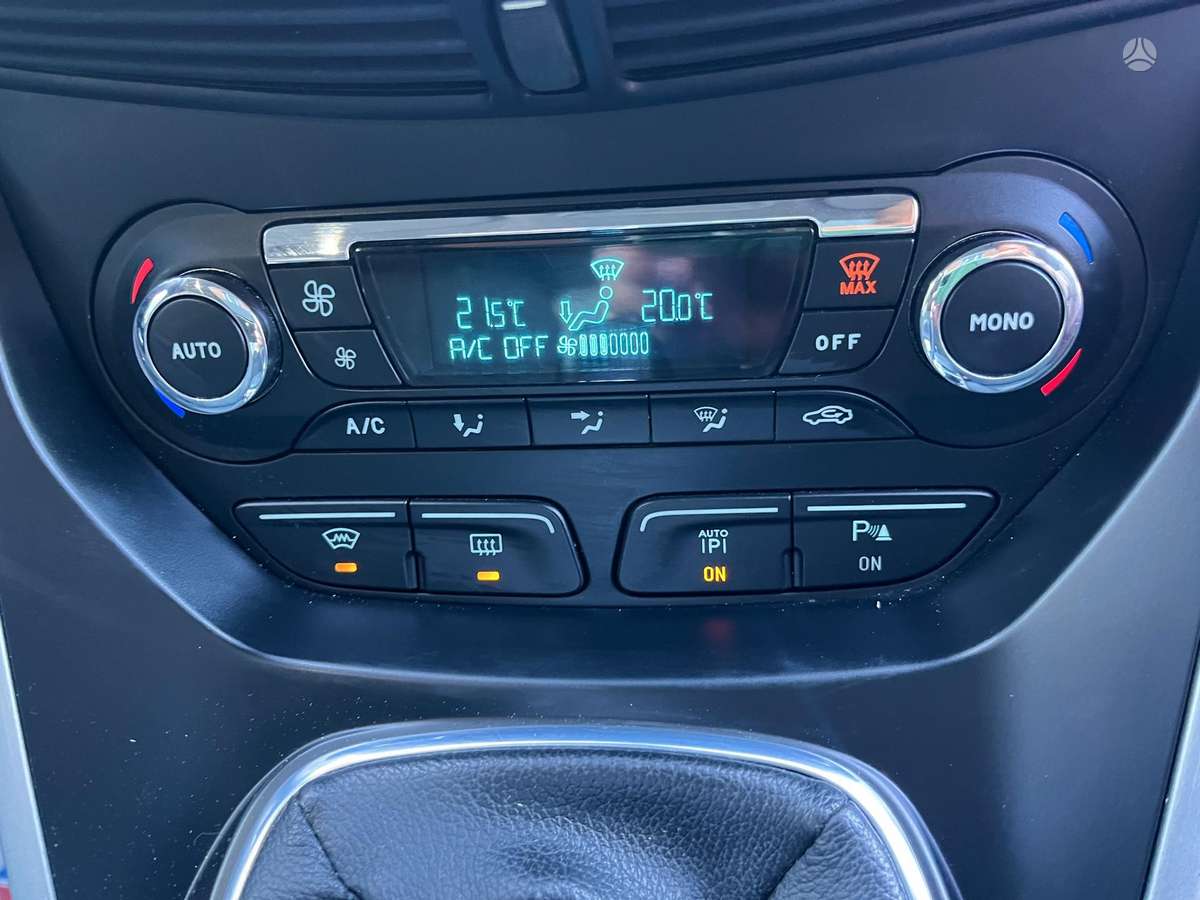 MAX
21.5°C
20.0°C
AUTO
MONO
A/C OFF
OFF
A/C
AUTO
P
P
ON
ON